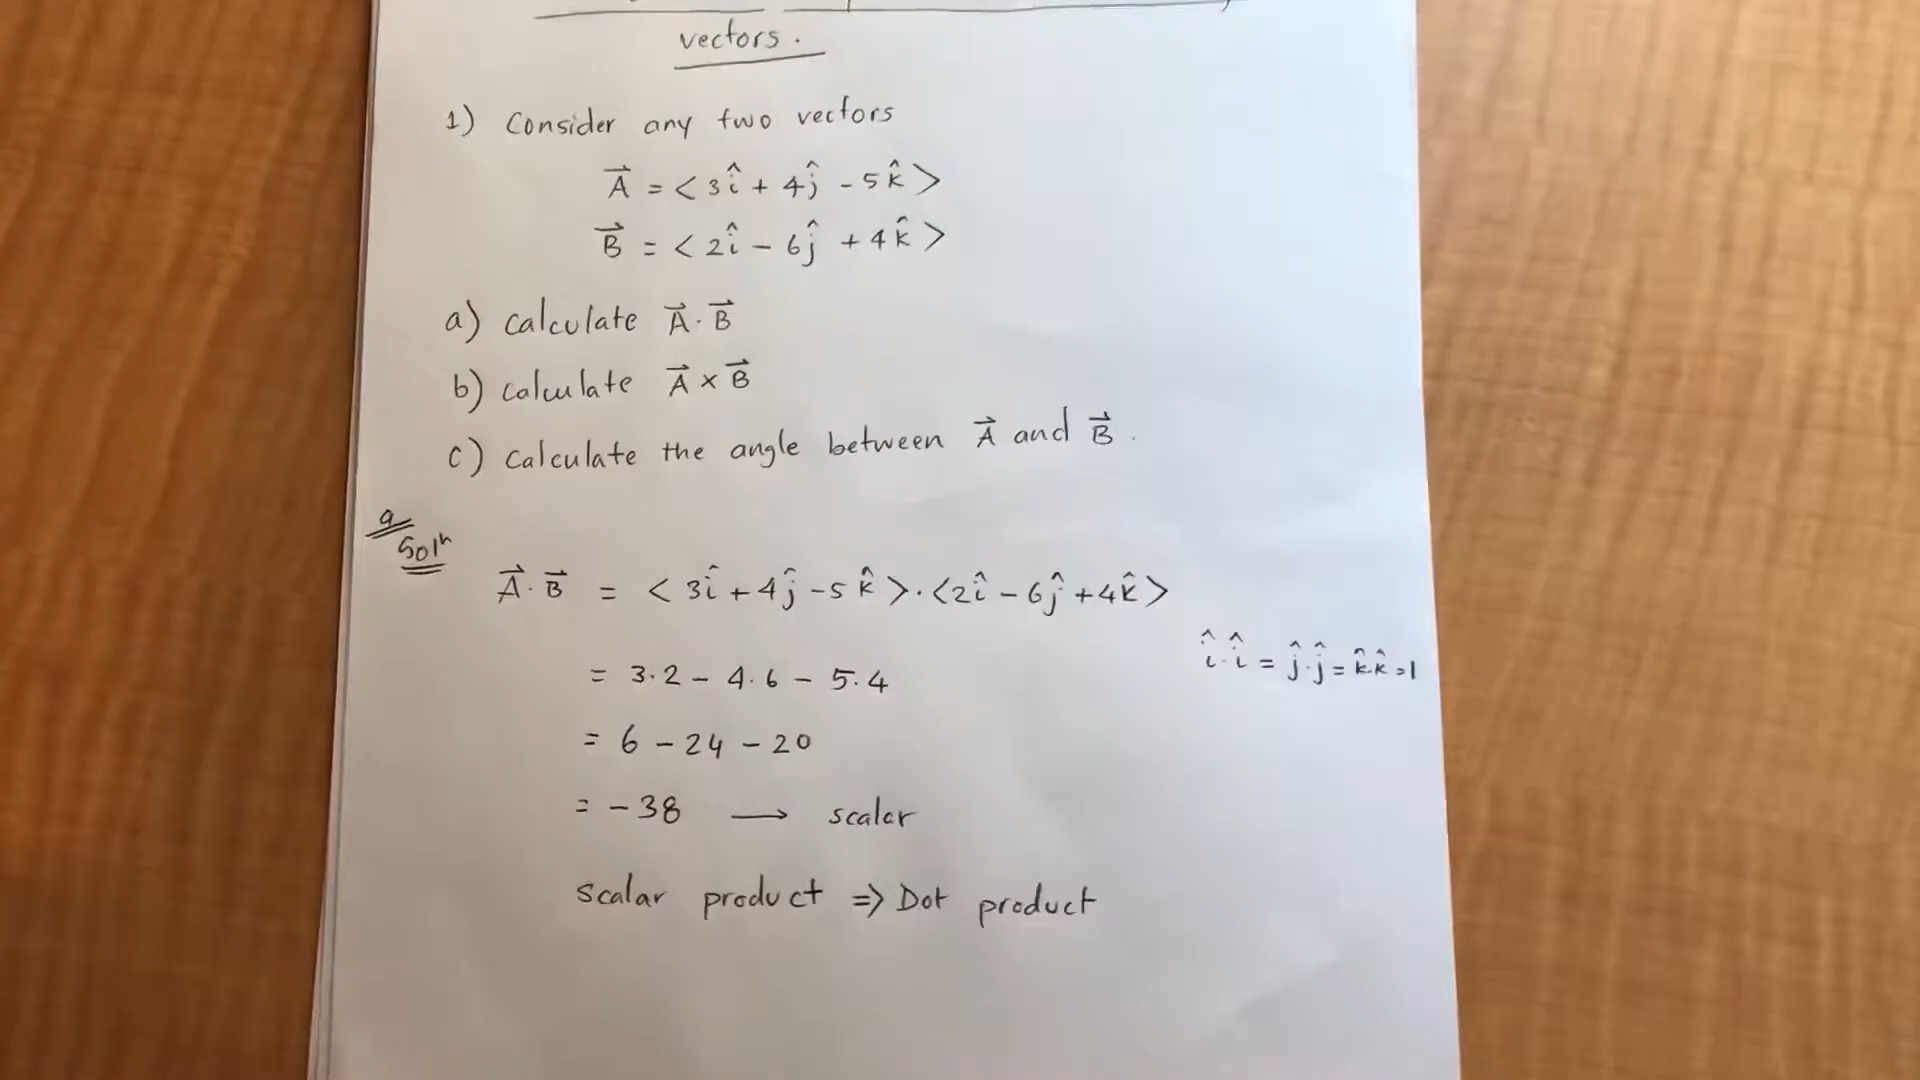 vectors.
1) Consider any two vectors
A⃗ = < 3î + 4ĵ - 5k̂ >
B⃗ = < 2î - 6ĵ + 4k̂ >
a) calculate A⃗ · B⃗
b) calculate A⃗ × B⃗
c) calculate the angle between A⃗ and B⃗.
a
Solⁿ
A⃗ · B⃗ = < 3î + 4ĵ - 5k̂ > · < 2î - 6ĵ + 4k̂ >
î·î = ĵ·ĵ = k̂k̂ = 1
= 3·2 - 4·6 - 5·4
= 6 - 24 - 20
= -38 → scalar
scalar product ⇒ Dot product